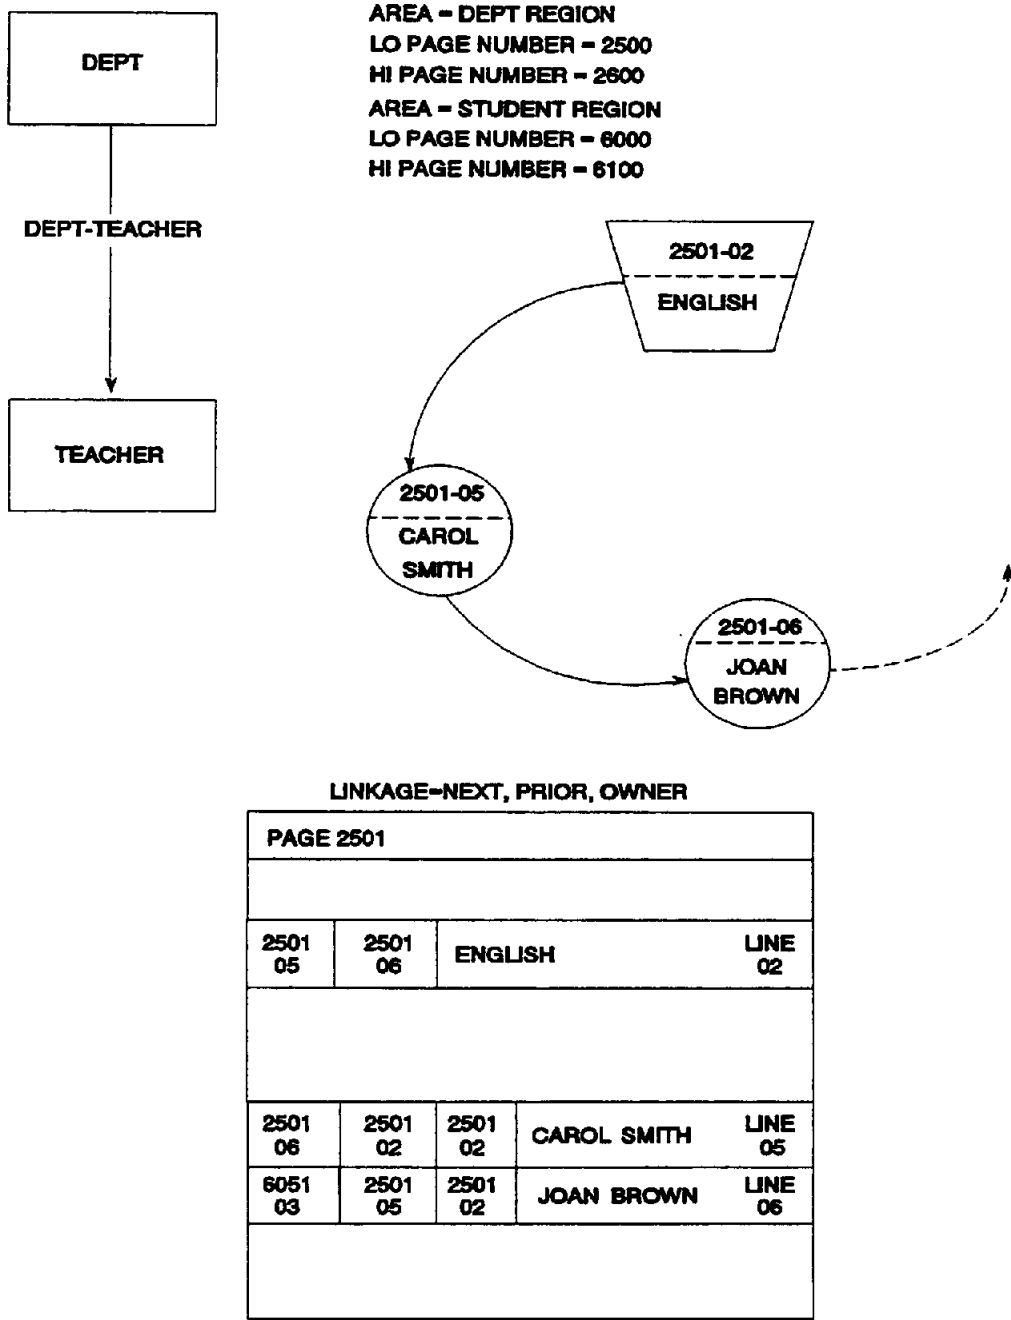 DEPT
DEPT-TEACHER
TEACHER
AREA = DEPT REGION
LO PAGE NUMBER = 2500
HI PAGE NUMBER = 2600
AREA = STUDENT REGION
LO PAGE NUMBER = 6000
HI PAGE NUMBER = 6100
2501-02
ENGLISH
2501-05
CAROL
SMITH
2501-06
JOAN
BROWN
LINKAGE=NEXT, PRIOR, OWNER
PAGE 2501
2501 2501 ENGLISH LINE
05 06 02
2501 2501 2501 CAROL SMITH LINE
06 02 02 05
6051 2501 2501 JOAN BROWN LINE
03 05 02 06